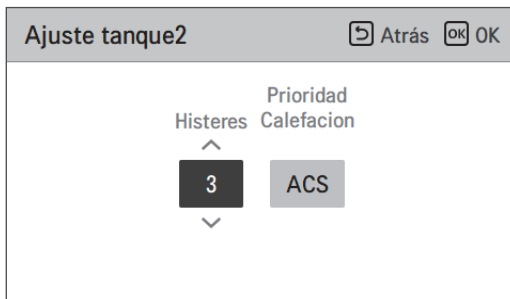 Ajuste tanque2
Atrás OK OK
Prioridad
Histeres Calefacion
3 ACS